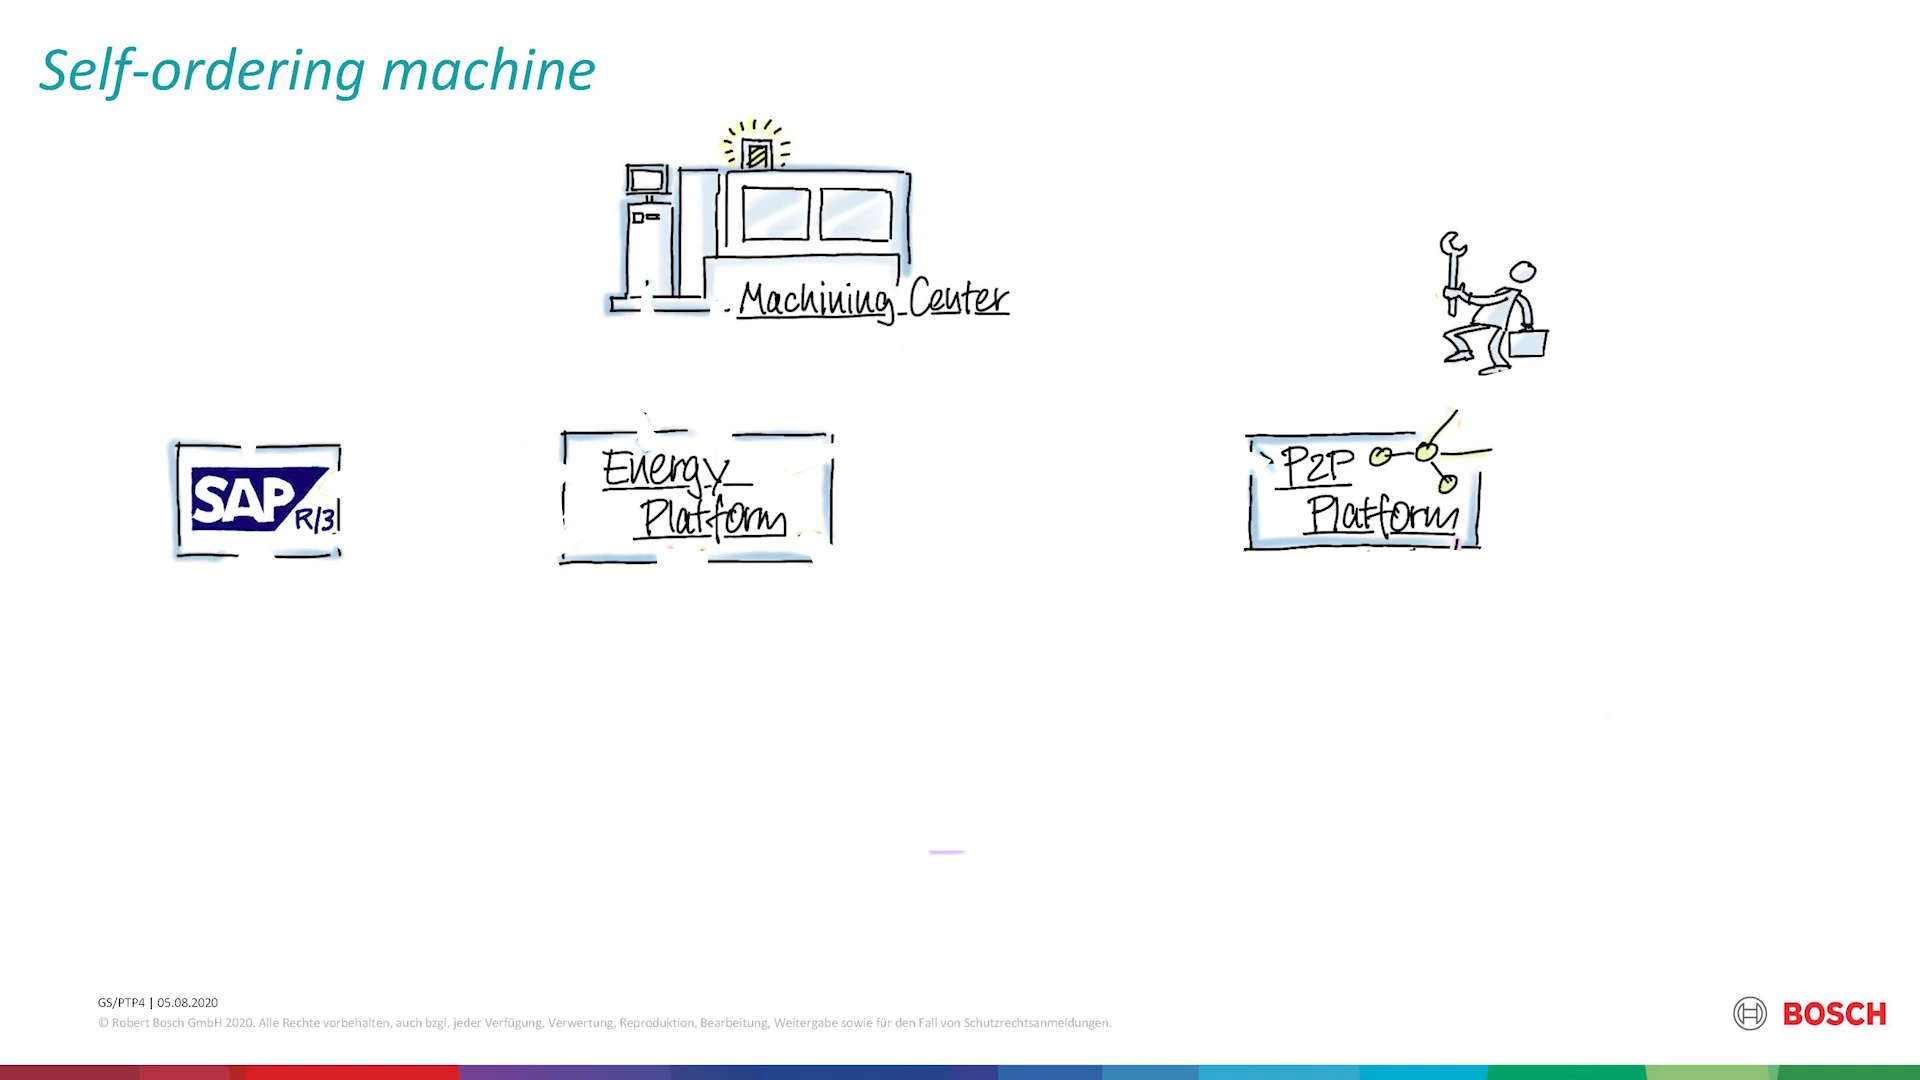 Self-ordering machine
Machining Center
SAP R/3
Energy
Platform
P2P
Platform
GS/PTP4 | 05.08.2020
© Robert Bosch GmbH 2020. Alle Rechte vorbehalten, auch bzgl. jeder Verfügung, Verwertung, Reproduktion, Bearbeitung, Weitergabe sowie für den Fall von Schutzrechtsanmeldungen.
BOSCH